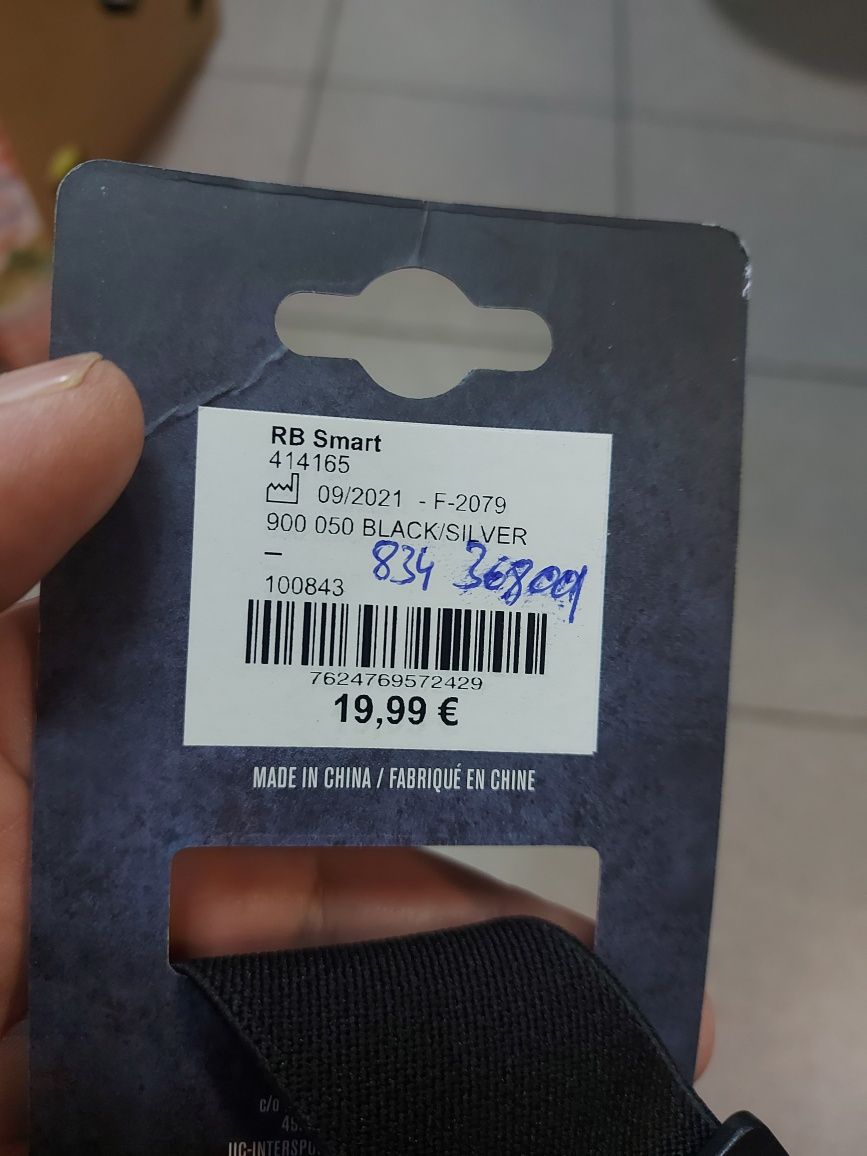 RB Smart
414165
09/2021 - F-2079
900 050 BLACK/SILVER
–
834
100843
7624769572429
19,99 €
MADE IN CHINA / FABRIQUÉ EN CHINE
c/o